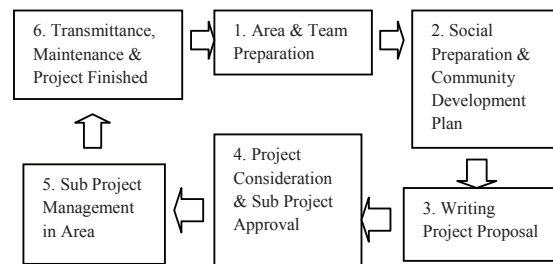 6. Transmittance,
Maintenance &
Project Finished
1. Area & Team
Preparation
2. Social
Preparation &
Community
Development
Plan
3. Writing
Project Proposal
4. Project
Consideration
& Sub Project
Approval
5. Sub Project
Management
in Area